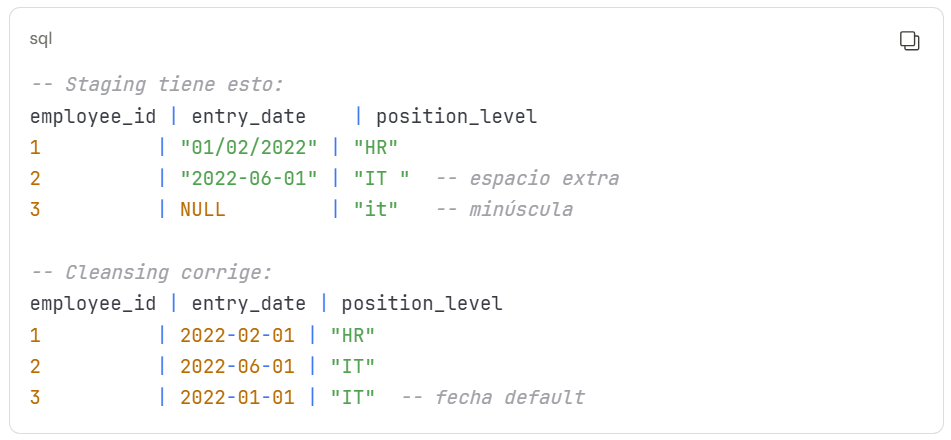 sql
-- Staging tiene esto:
employee_id | entry_date    | position_level
1          | "01/02/2022" | "HR"
2          | "2022-06-01" | "IT "  -- espacio extra
3          | NULL         | "it"   -- minúscula
-- Cleansing corrige:
employee_id | entry_date | position_level
1          | 2022-02-01 | "HR"
2          | 2022-06-01 | "IT"
3          | 2022-01-01 | "IT"  -- fecha default